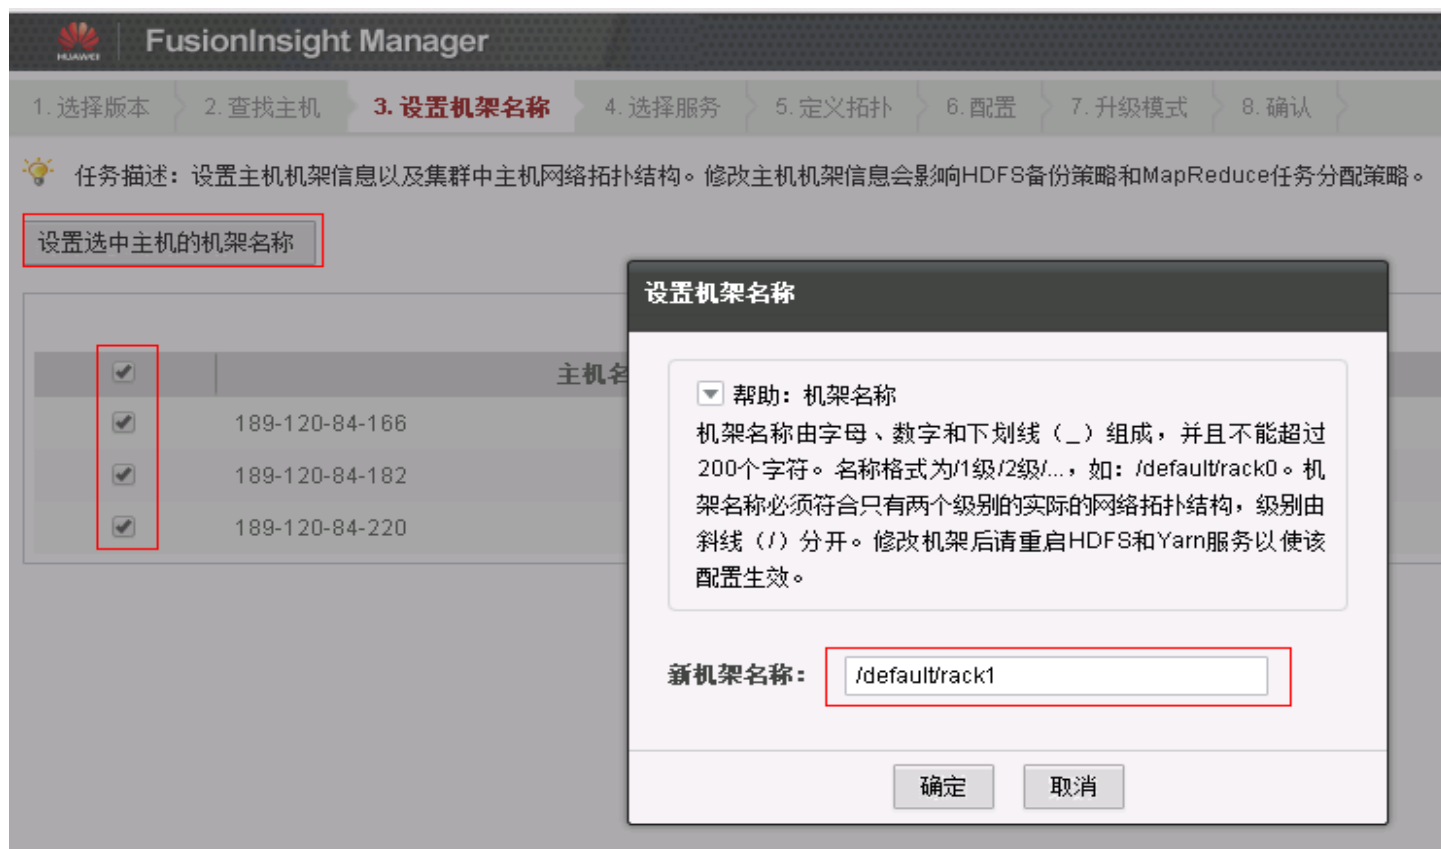 HUAWEI
FusionInsight Manager
1. 选择版本 2. 查找主机 3. 设置机架名称 4. 选择服务 5. 定义拓扑 6. 配置 7. 升级模式 8. 确认
任务描述：设置主机机架信息以及集群中主机网络拓扑结构。修改主机机架信息会影响HDFS备份策略和MapReduce任务分配策略。
设置选中主机的机架名称
主机名
189-120-84-166
189-120-84-182
189-120-84-220
设置机架名称
帮助：机架名称
机架名称由字母、数字和下划线（_）组成，并且不能超过
200个字符。名称格式为/1级/2级/...，如：/default/rack0。机
架名称必须符合只有两个级别的实际的网络拓扑结构，级别由
斜线（/）分开。修改机架后请重启HDFS和Yarn服务以使该
配置生效。
新机架名称： /default/rack1
确定 取消